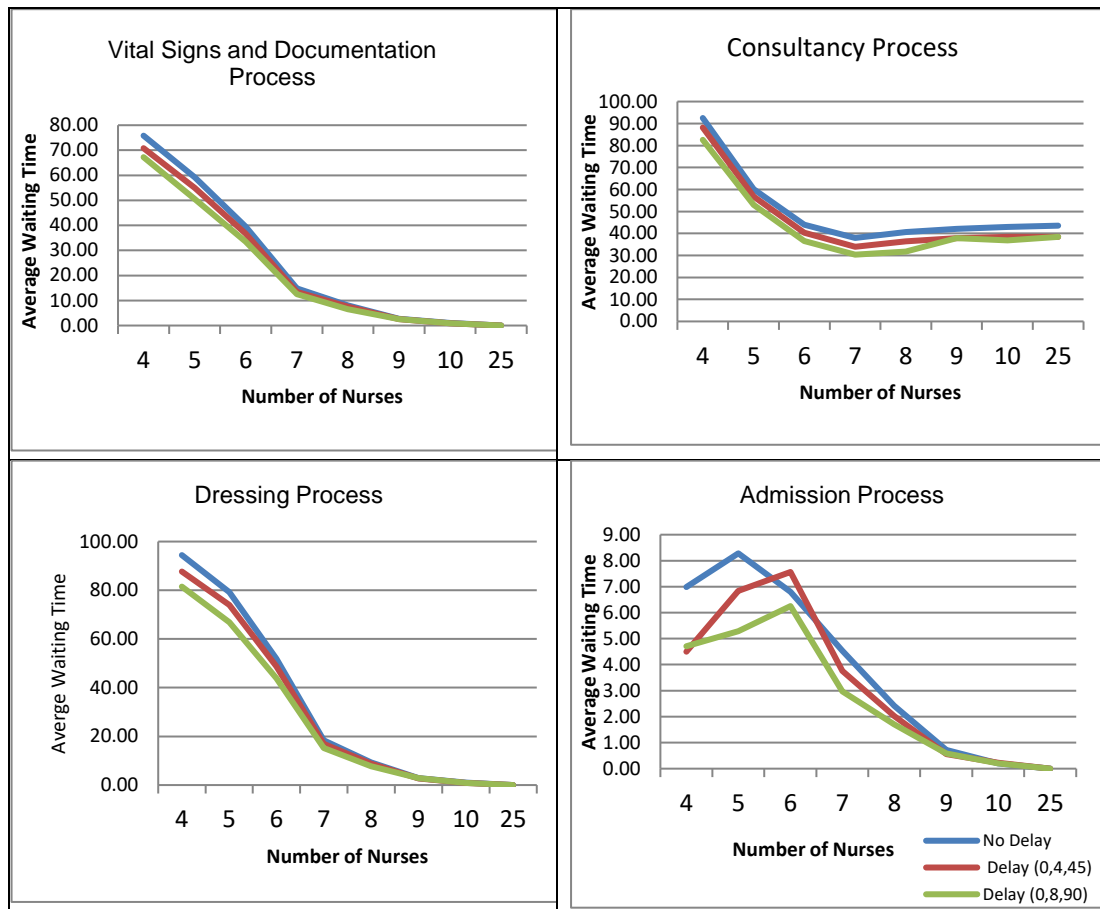 Vital Signs and Documentation
Process
Average Waiting Time
80.00
70.00
60.00
50.00
40.00
30.00
20.00
10.00
0.00
4 5 6 7 8 9 10 25
Number of Nurses
Consultancy Process
Average Waiting Time
100.00
90.00
80.00
70.00
60.00
50.00
40.00
30.00
20.00
10.00
0.00
4 5 6 7 8 9 10 25
Number of Nurses
Dressing Process
Averge Waiting Time
100.00
80.00
60.00
40.00
20.00
0.00
4 5 6 7 8 9 10 25
Number of Nurses
Admission Process
Average Waiting Time
9.00
8.00
7.00
6.00
5.00
4.00
3.00
2.00
1.00
0.00
4 5 6 7 8 9 10 25
Number of Nurses
No Delay
Delay (0,4,45)
Delay (0,8,90)